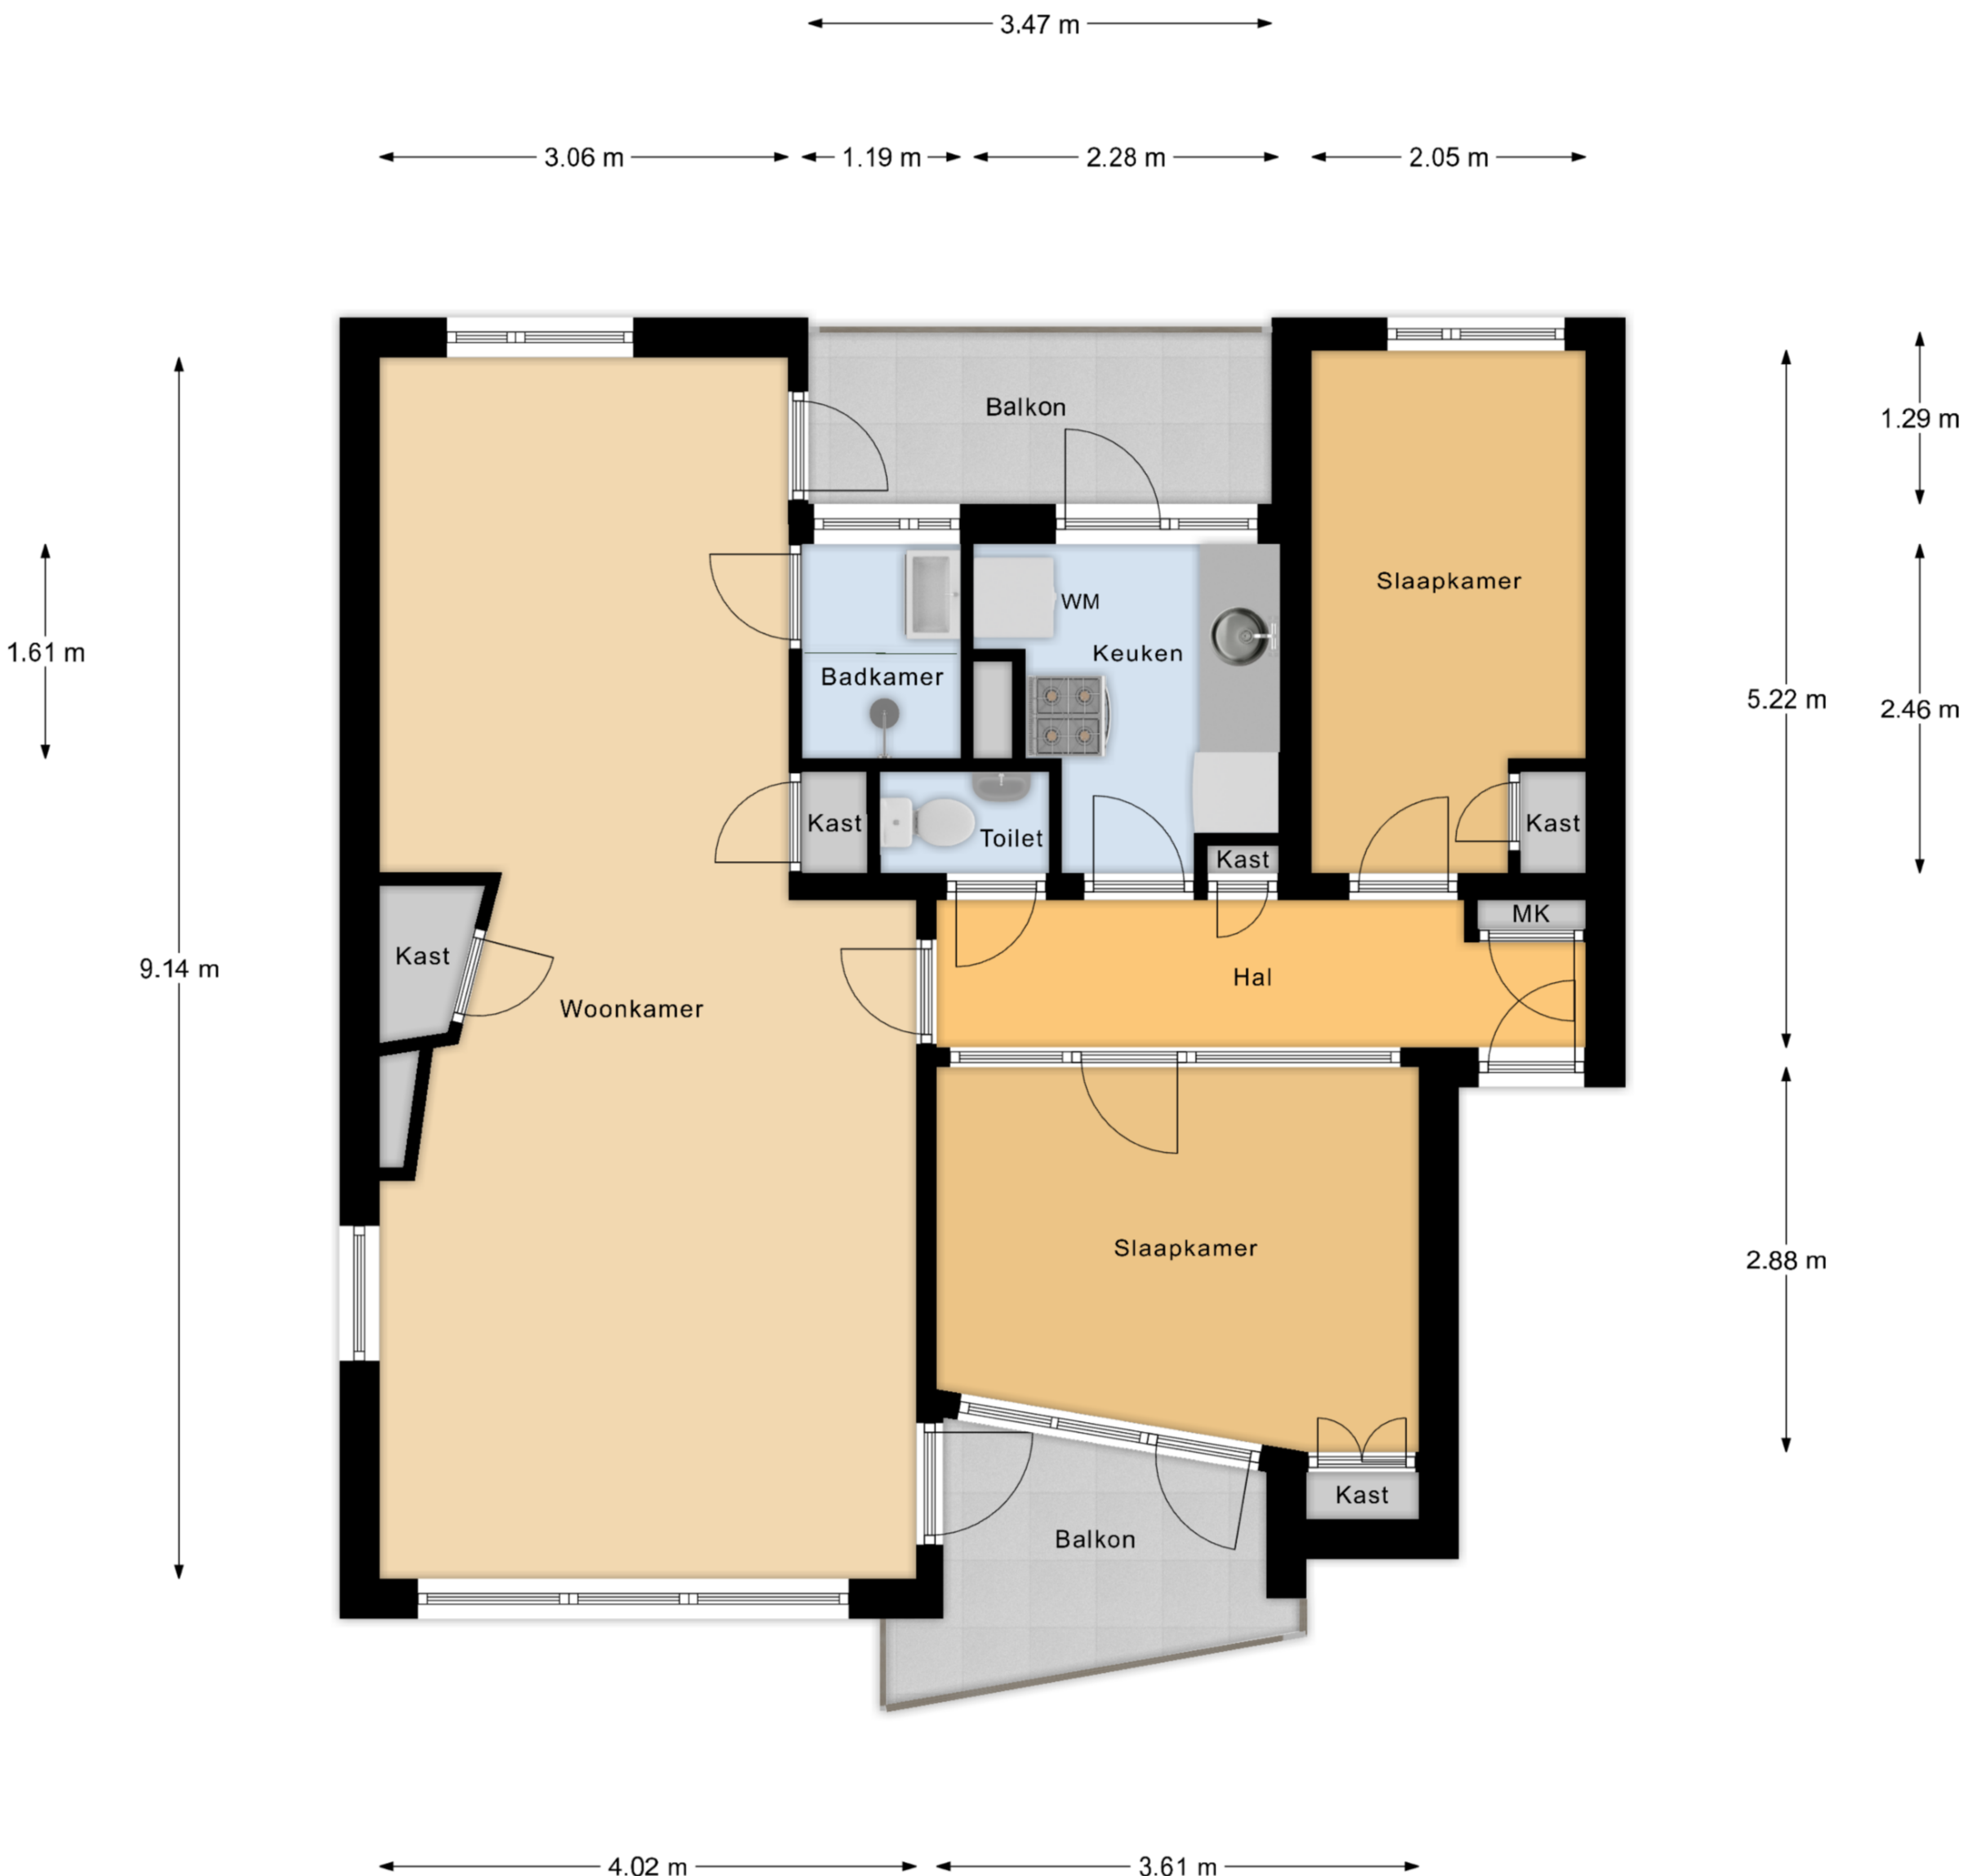 3.47 m
3.06 m
1.19 m
2.28 m
2.05 m
Balkon
1.29 m
Slaapkamer
WM
Keuken
1.61 m
Badkamer
5.22 m
2.46 m
Kast
Toilet
Kast
Kast
MK
Kast
9.14 m
Hal
Woonkamer
Slaapkamer
2.88 m
Kast
Balkon
4.02 m
3.61 m